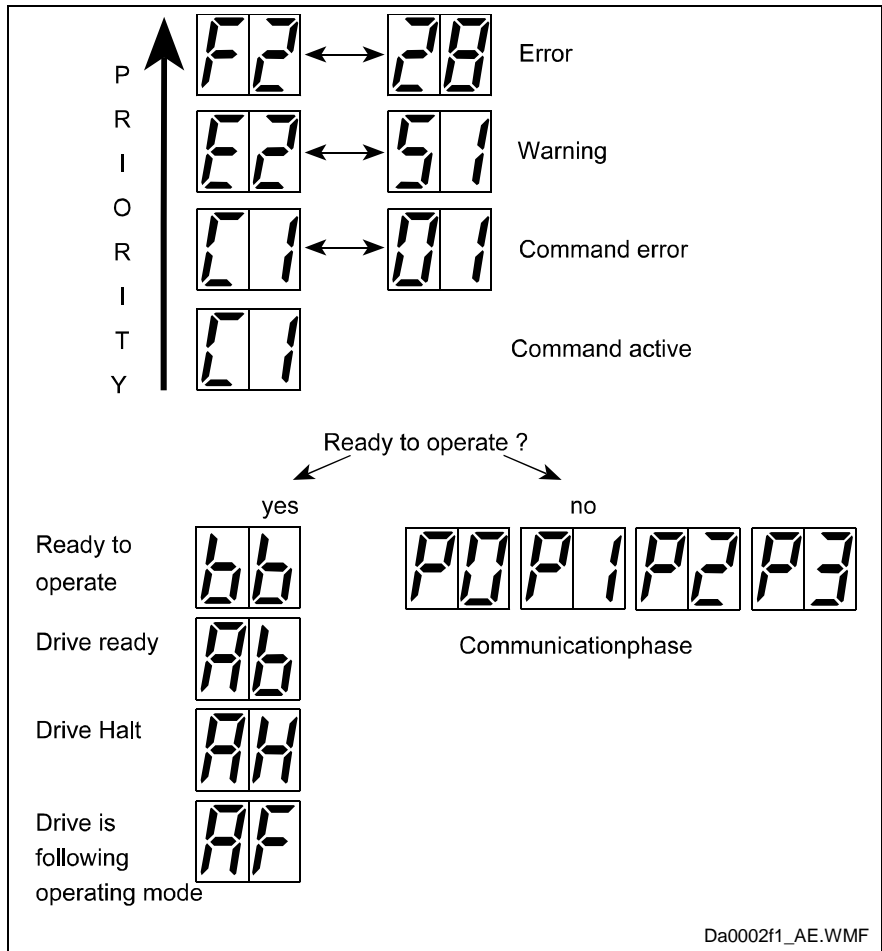 F2 28 Error
E2 51 Warning
C1 01 Command error
C1 Command active
PRIORITY
Ready to operate ?
yes no
Ready to operate bb P0 P1 P2 P3
Drive ready Ab Communicationphase
Drive Halt AH
Drive is following operating mode AF
Da0002f1_AE.WMF